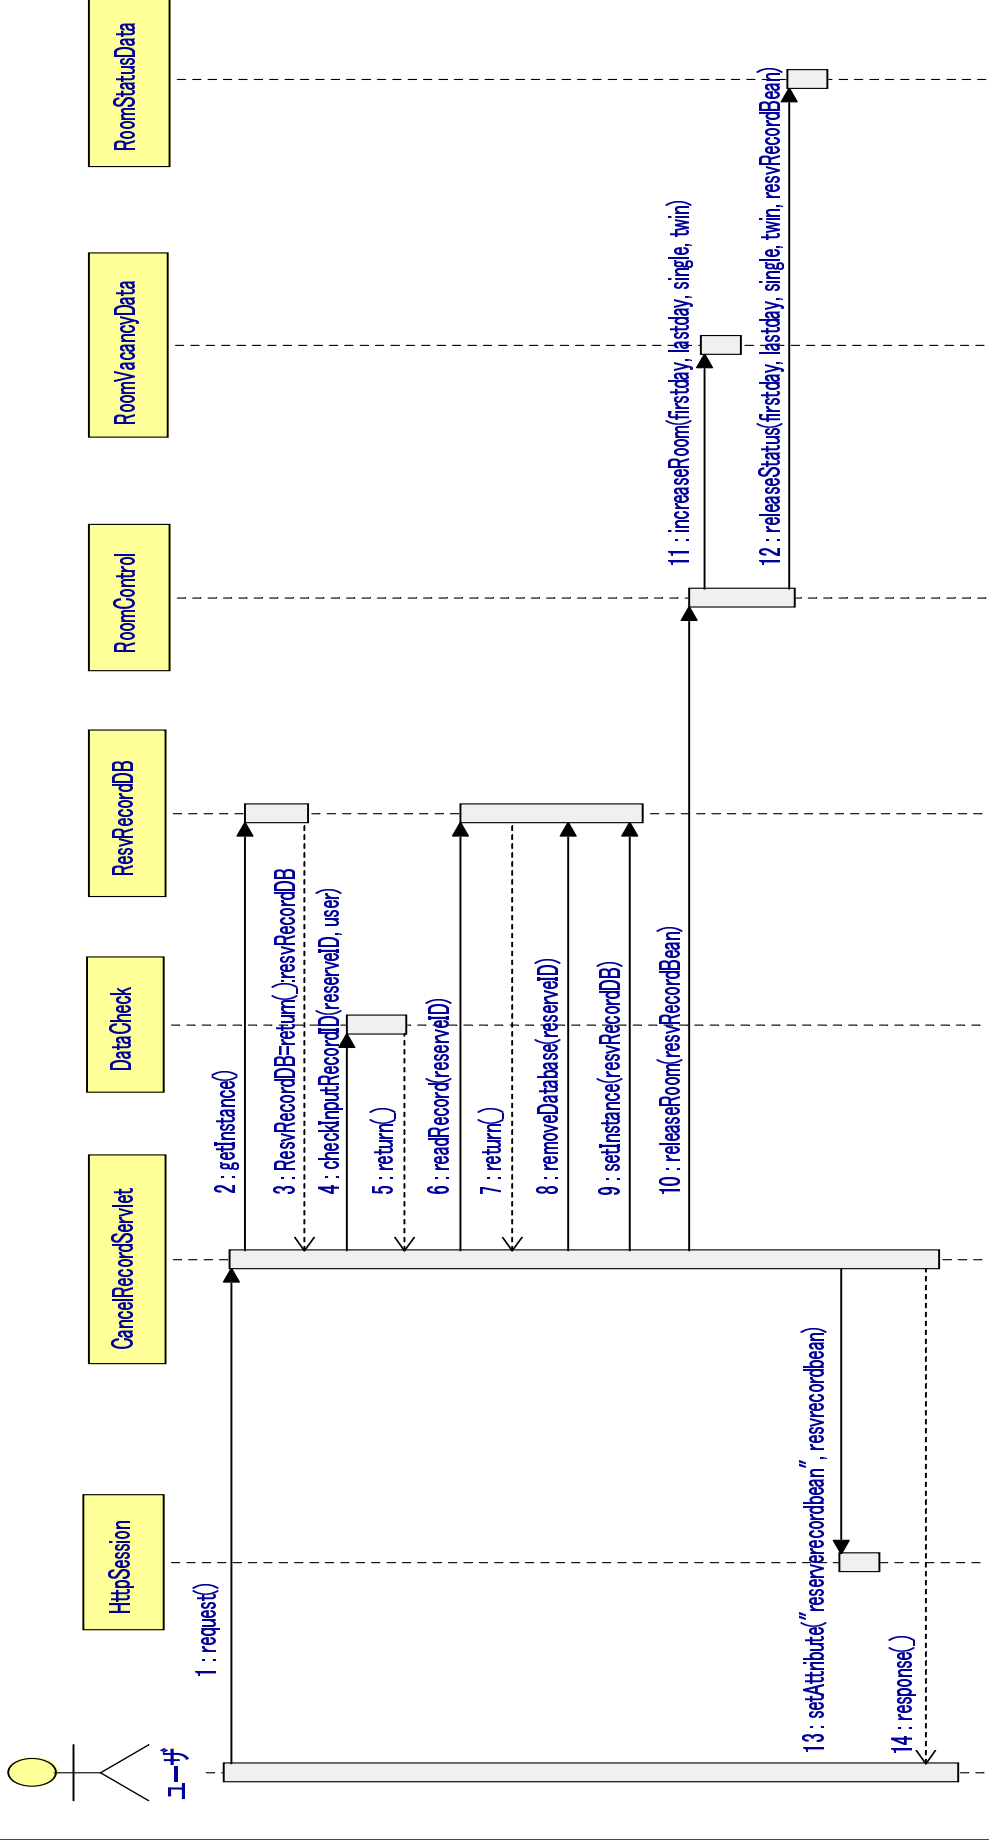 ユーザ
HttpSession
CancelRecordServlet
DataCheck
ResvRecordDB
RoomControl
RoomVacancyData
RoomStatusData
1 : request()
2 : getInstance()
3 : ResvRecordDB=return():resvRecordDB
4 : checkInputRecordID(reserveID, user)
5 : return()
6 : readRecord(reserveID)
7 : return()
8 : removeDatabase(reserveID)
9 : setInstance(resvRecordDB)
10 : releaseRoom(resvRecordBean)
11 : increaseRoom(firstday, lastday, single, twin)
12 : releaseStatus(firstday, lastday, single, twin, resvRecordBean)
13 : setAttribute("reserverecordbean", resvrecordbean)
14 : response()